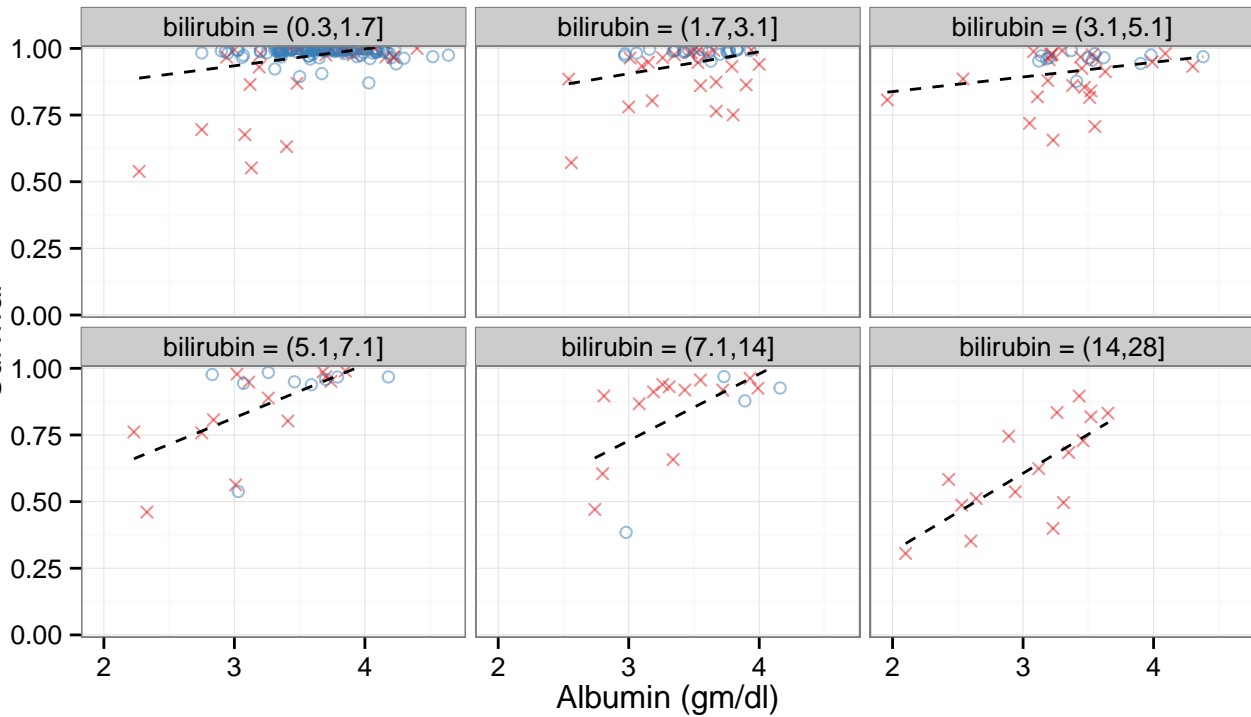 bilirubin = (0.3,1.7] bilirubin = (1.7,3.1] bilirubin = (3.1,5.1]
1.00
0.75
0.50
0.25
0.00
bilirubin = (5.1,7.1] bilirubin = (7.1,14] bilirubin = (14,28]
1.00
0.75
0.50
0.25
0.00
2 3 4 2 3 4 2 3 4
Albumin (gm/dl)